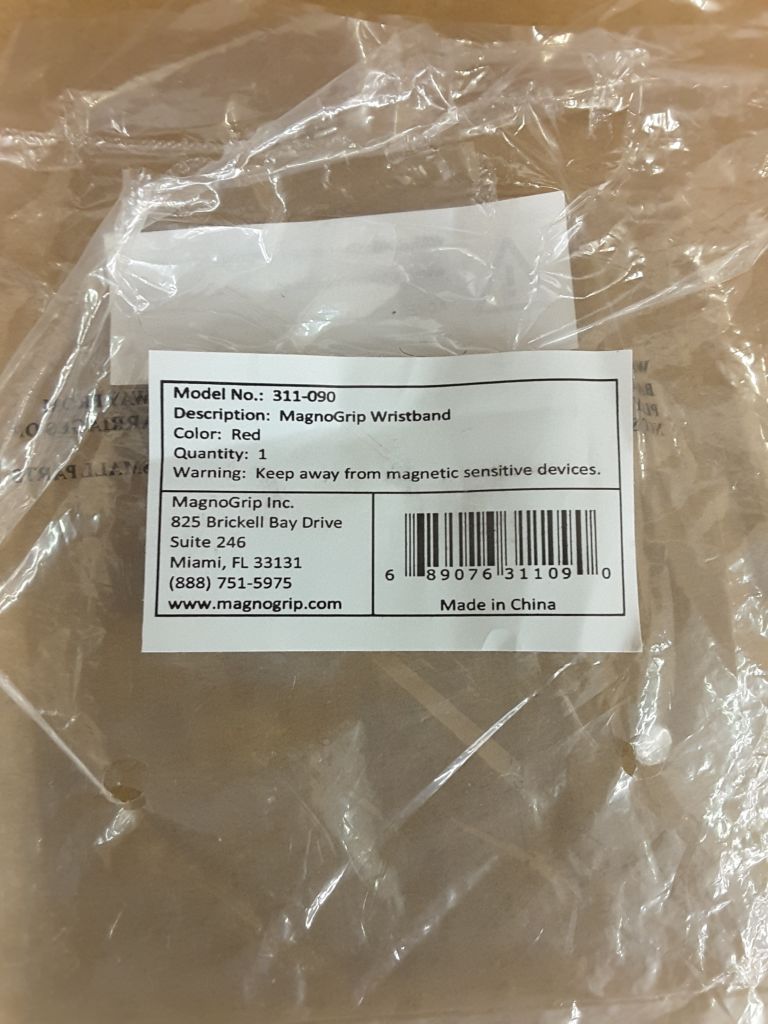 Model No.: 311-090
Description: MagnoGrip Wristband
Color: Red
Quantity: 1
Warning: Keep away from magnetic sensitive devices.
MagnoGrip Inc.
825 Brickell Bay Drive
Suite 246
Miami, FL 33131
(888) 751-5975
www.magnogrip.com
6 89076 31109 0
Made in China
SMALL PARTS